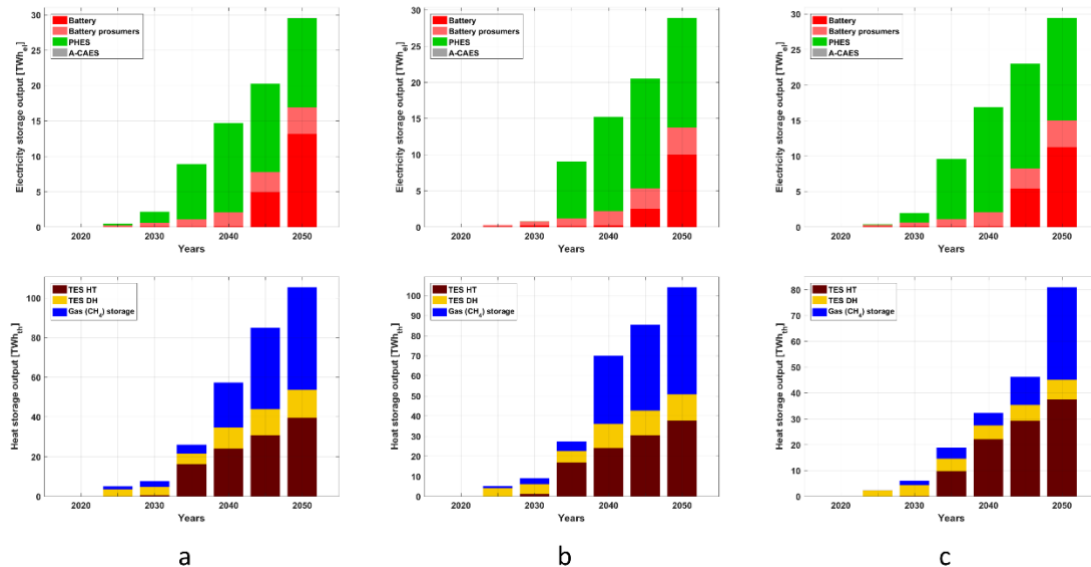 Battery
Battery prosumers
PHES
A-CAES
Electricity storage output [TWh_el]
30
25
20
15
10
5
0
2020 2030 2040 2050
Years
Battery
Battery prosumers
PHES
A-CAES
Electricity storage output [TWh_el]
30
25
20
15
10
5
0
2020 2030 2040 2050
Years
Battery
Battery prosumers
PHES
A-CAES
Electricity storage output [TWh_el]
30
25
20
15
10
5
0
2020 2030 2040 2050
Years
TES HT
TES DH
Gas (CH4) storage
Heat storage output [TWh_th]
100
80
60
40
20
0
2020 2030 2040 2050
Years
TES HT
TES DH
Gas (CH4) storage
Heat storage output [TWh_th]
100
90
80
70
60
50
40
30
20
10
0
2020 2030 2040 2050
Years
TES HT
TES DH
Gas (CH4) storage
Heat storage output [TWh_th]
80
70
60
50
40
30
20
10
0
2020 2030 2040 2050
Years
a b c